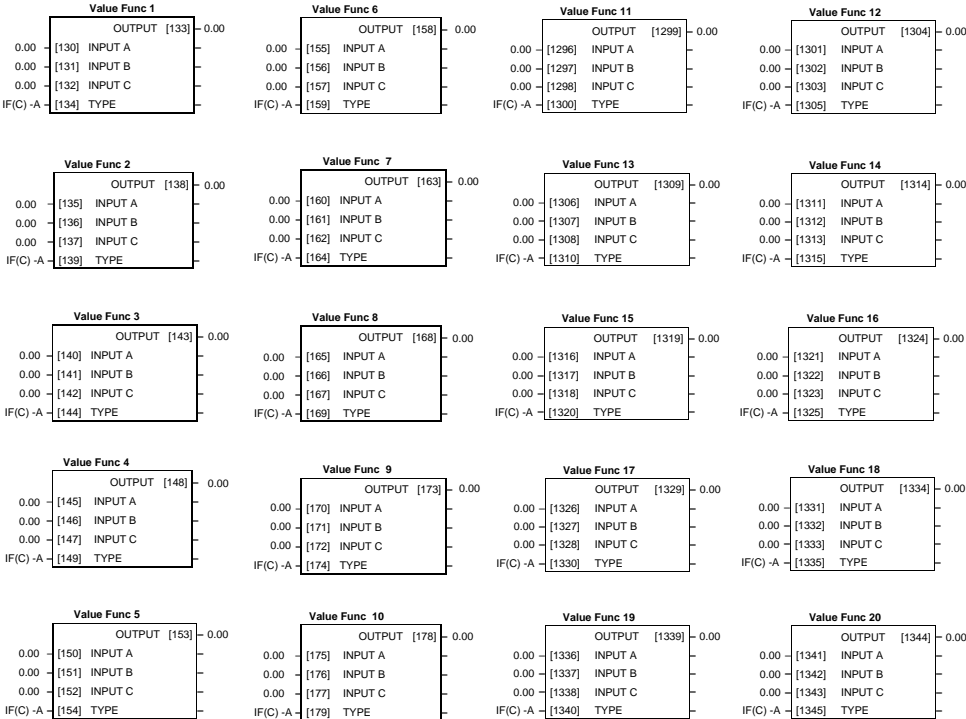 Value Func 1
OUTPUT [133] 0.00
0.00 [130] INPUT A
0.00 [131] INPUT B
0.00 [132] INPUT C
IF(C) -A [134] TYPE
Value Func 6
OUTPUT [158] 0.00
0.00 [155] INPUT A
0.00 [156] INPUT B
0.00 [157] INPUT C
IF(C) -A [159] TYPE
Value Func 11
OUTPUT [1299] 0.00
0.00 [1296] INPUT A
0.00 [1297] INPUT B
0.00 [1298] INPUT C
IF(C) -A [1300] TYPE
Value Func 12
OUTPUT [1304] 0.00
0.00 [1301] INPUT A
0.00 [1302] INPUT B
0.00 [1303] INPUT C
IF(C) -A [1305] TYPE
Value Func 2
OUTPUT [138] 0.00
0.00 [135] INPUT A
0.00 [136] INPUT B
0.00 [137] INPUT C
IF(C) -A [139] TYPE
Value Func 7
OUTPUT [163] 0.00
0.00 [160] INPUT A
0.00 [161] INPUT B
0.00 [162] INPUT C
IF(C) -A [164] TYPE
Value Func 13
OUTPUT [1309] 0.00
0.00 [1306] INPUT A
0.00 [1307] INPUT B
0.00 [1308] INPUT C
IF(C) -A [1310] TYPE
Value Func 14
OUTPUT [1314] 0.00
0.00 [1311] INPUT A
0.00 [1312] INPUT B
0.00 [1313] INPUT C
IF(C) -A [1315] TYPE
Value Func 3
OUTPUT [143] 0.00
0.00 [140] INPUT A
0.00 [141] INPUT B
0.00 [142] INPUT C
IF(C) -A [144] TYPE
Value Func 8
OUTPUT [168] 0.00
0.00 [165] INPUT A
0.00 [166] INPUT B
0.00 [167] INPUT C
IF(C) -A [169] TYPE
Value Func 15
OUTPUT [1319] 0.00
0.00 [1316] INPUT A
0.00 [1317] INPUT B
0.00 [1318] INPUT C
IF(C) -A [1320] TYPE
Value Func 16
OUTPUT [1324] 0.00
0.00 [1321] INPUT A
0.00 [1322] INPUT B
0.00 [1323] INPUT C
IF(C) -A [1325] TYPE
Value Func 4
OUTPUT [148] 0.00
0.00 [145] INPUT A
0.00 [146] INPUT B
0.00 [147] INPUT C
IF(C) -A [149] TYPE
Value Func 9
OUTPUT [173] 0.00
0.00 [170] INPUT A
0.00 [171] INPUT B
0.00 [172] INPUT C
IF(C) -A [174] TYPE
Value Func 17
OUTPUT [1329] 0.00
0.00 [1326] INPUT A
0.00 [1327] INPUT B
0.00 [1328] INPUT C
IF(C) -A [1330] TYPE
Value Func 18
OUTPUT [1334] 0.00
0.00 [1331] INPUT A
0.00 [1332] INPUT B
0.00 [1333] INPUT C
IF(C) -A [1335] TYPE
Value Func 5
OUTPUT [153] 0.00
0.00 [150] INPUT A
0.00 [151] INPUT B
0.00 [152] INPUT C
IF(C) -A [154] TYPE
Value Func 10
OUTPUT [178] 0.00
0.00 [175] INPUT A
0.00 [176] INPUT B
0.00 [177] INPUT C
IF(C) -A [179] TYPE
Value Func 19
OUTPUT [1339] 0.00
0.00 [1336] INPUT A
0.00 [1337] INPUT B
0.00 [1338] INPUT C
IF(C) -A [1340] TYPE
Value Func 20
OUTPUT [1344] 0.00
0.00 [1341] INPUT A
0.00 [1342] INPUT B
0.00 [1343] INPUT C
IF(C) -A [1345] TYPE